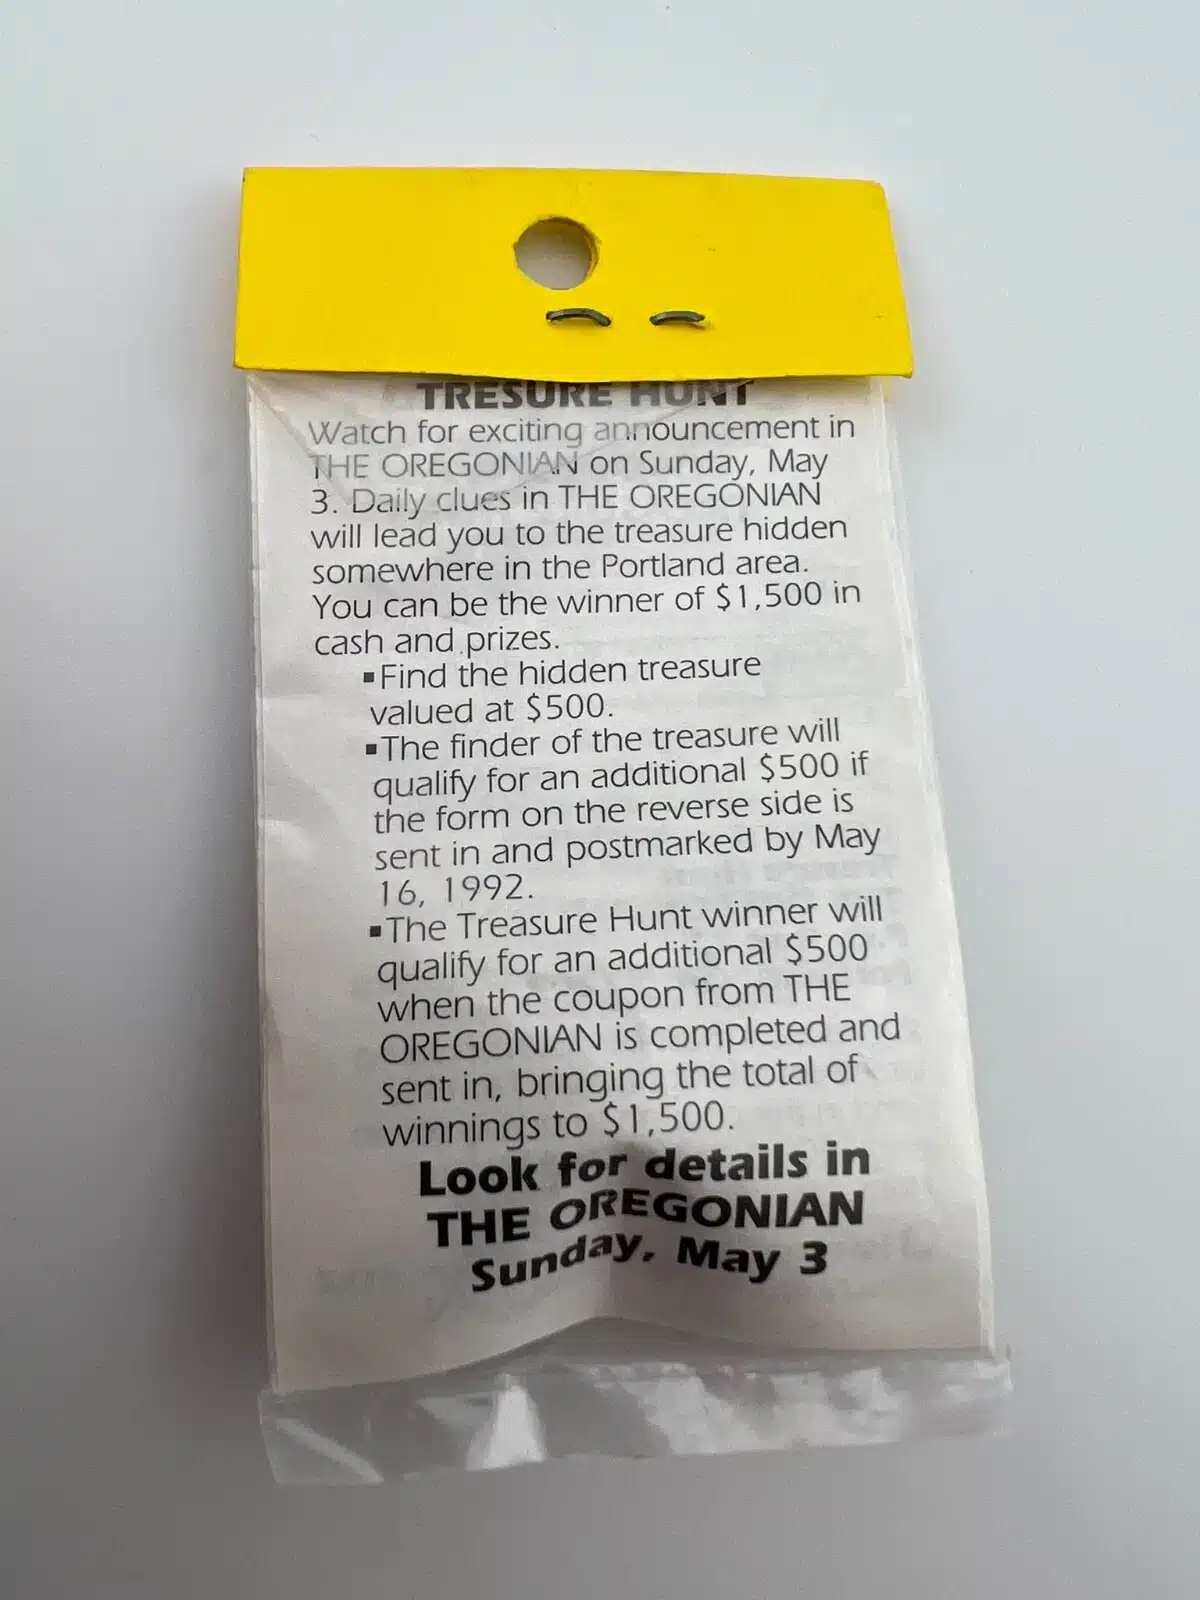 TRESURE HUNT
Watch for exciting announcement in
THE OREGONIAN on Sunday, May
3. Daily clues in THE OREGONIAN
will lead you to the treasure hidden
somewhere in the Portland area.
You can be the winner of $1,500 in
cash and prizes.
▪Find the hidden treasure
valued at $500.
▪The finder of the treasure will
qualify for an additional $500 if
the form on the reverse side is
sent in and postmarked by May
16, 1992.
▪The Treasure Hunt winner will
qualify for an additional $500
when the coupon from THE
OREGONIAN is completed and
sent in, bringing the total of
winnings to $1,500.
Look for details in
THE OREGONIAN
Sunday, May 3